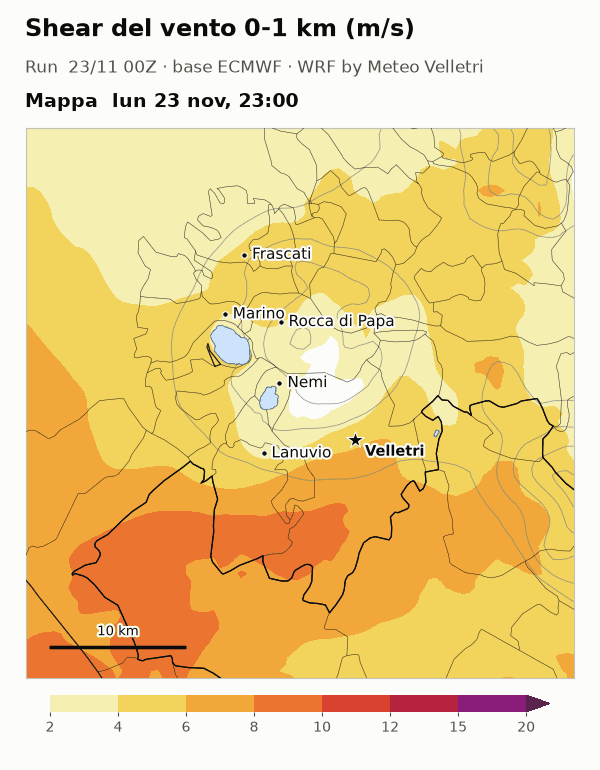 Shear del vento 0-1 km (m/s)
Run  23/11 00Z · base ECMWF · WRF by Meteo Velletri
Mappa  lun 23 nov, 23:00
Frascati
Marino
Rocca di Papa
Nemi
Velletri
Lanuvio
10 km
2 4 6 8 10 12 15 20